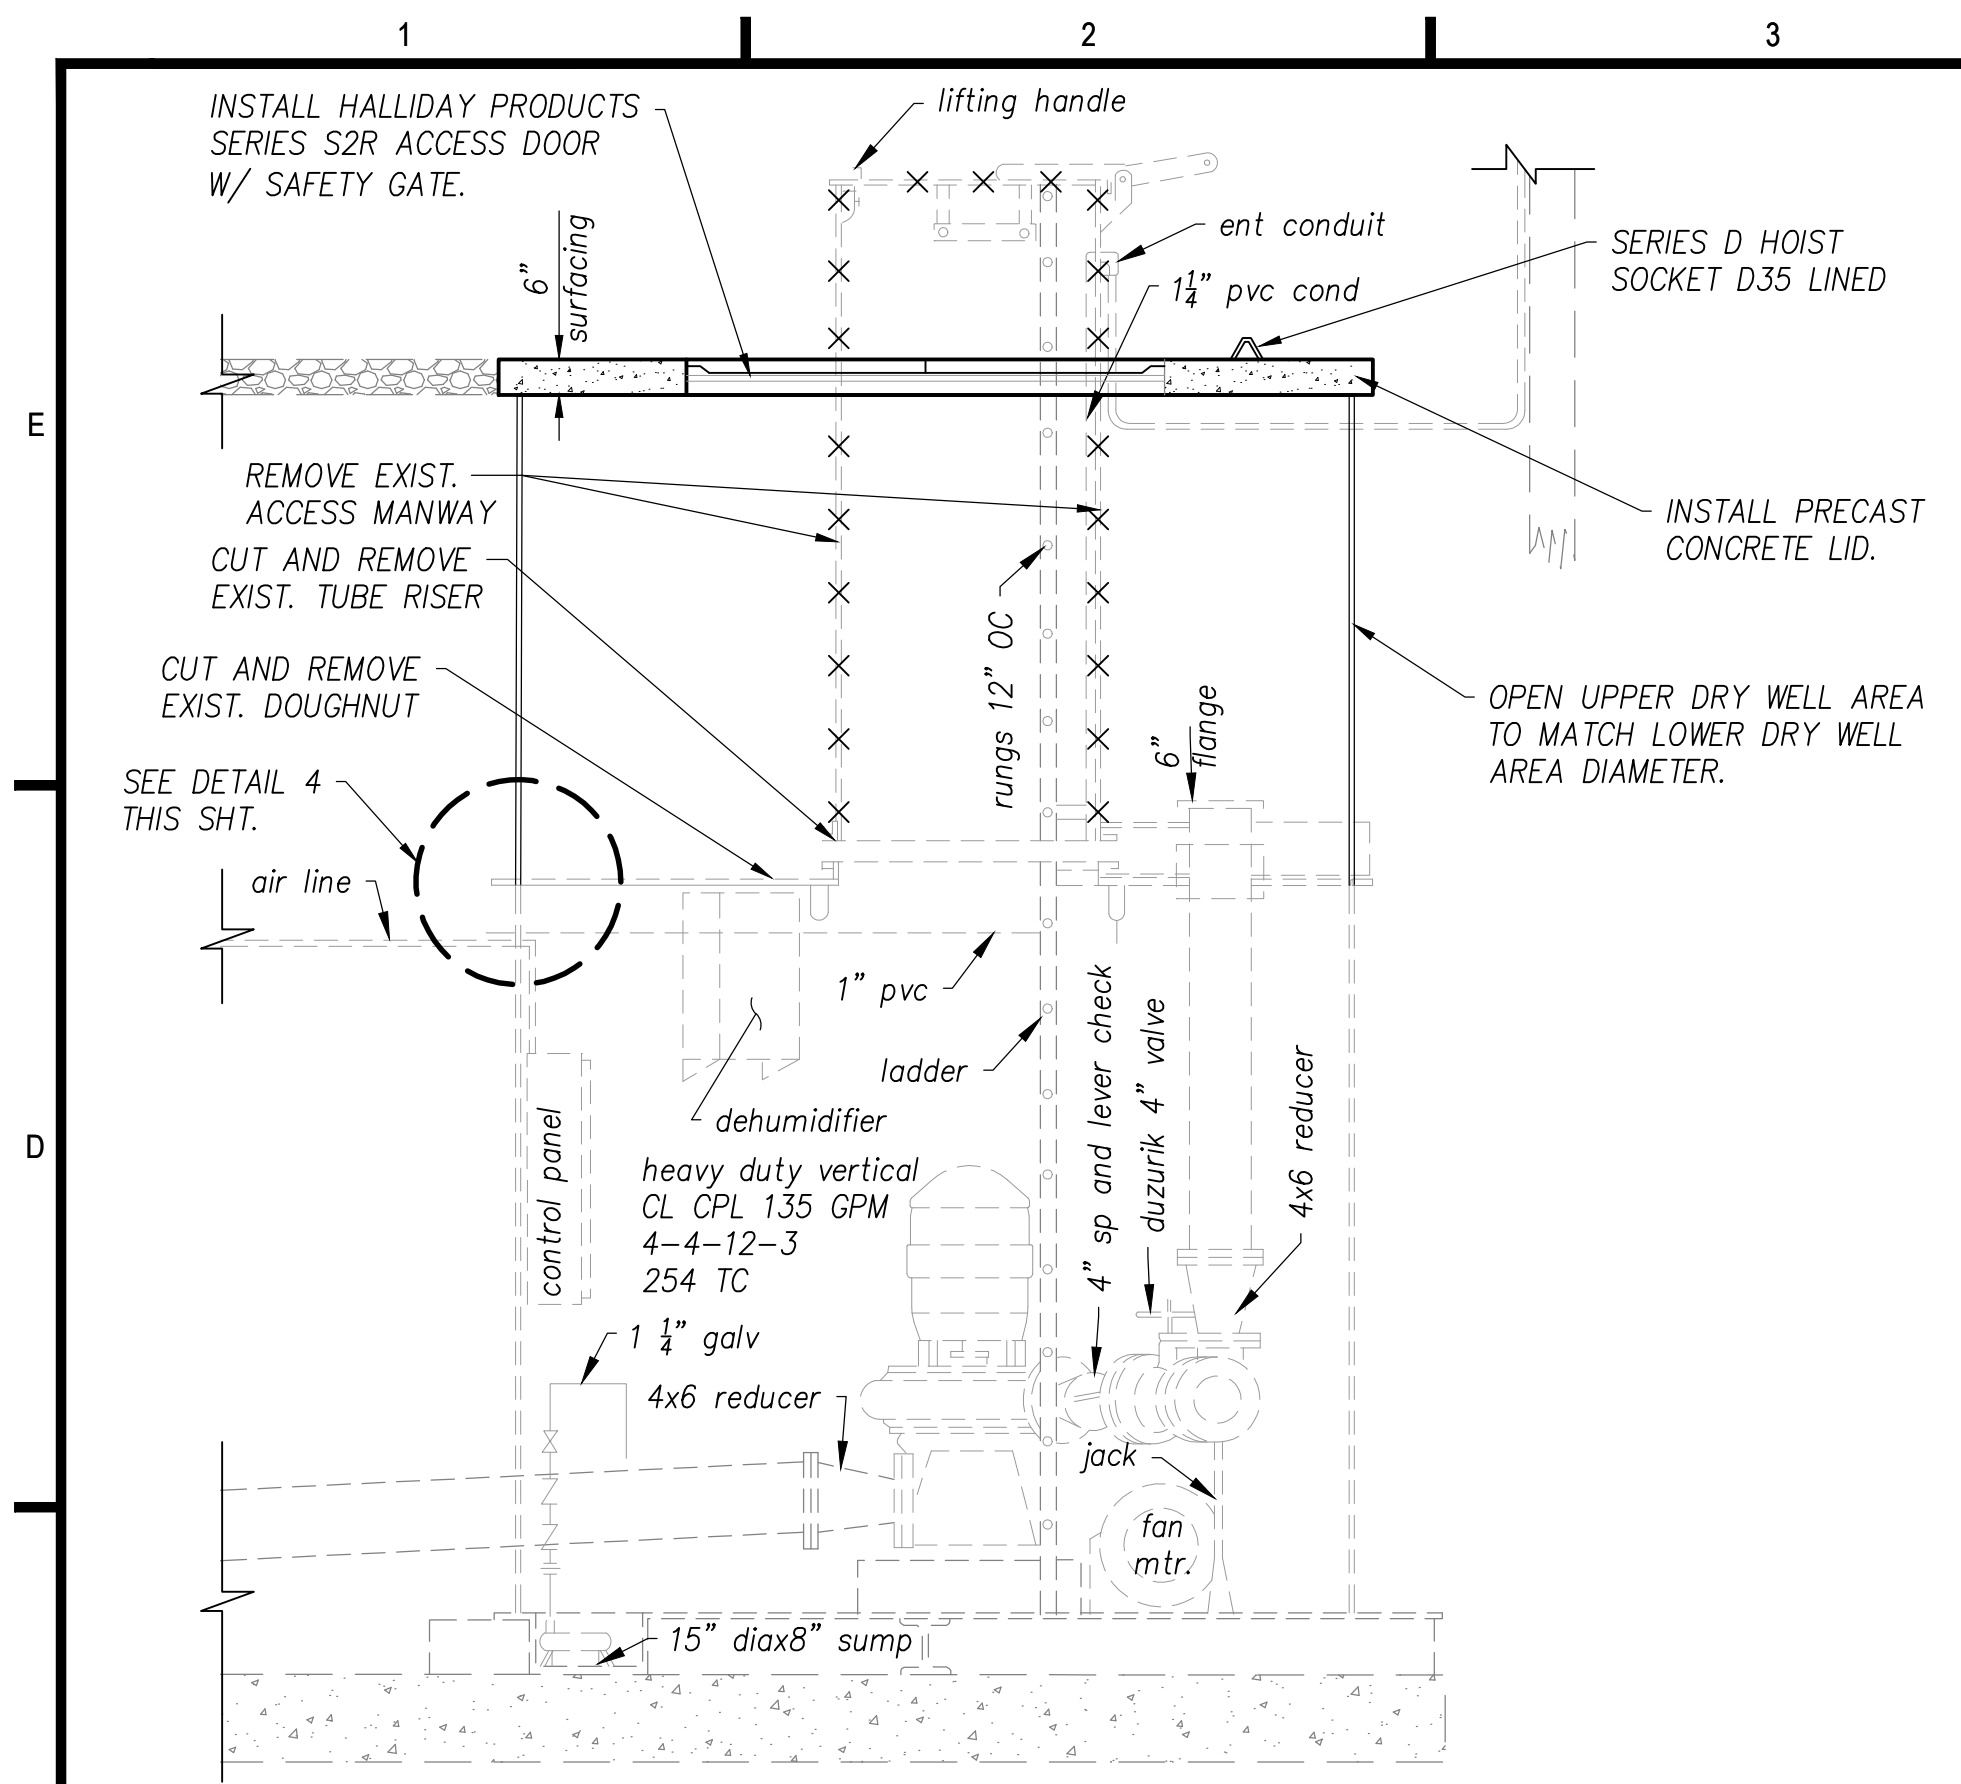 1
2
3
INSTALL HALLIDAY PRODUCTS
SERIES S2R ACCESS DOOR
W/ SAFETY GATE.
lifting handle
6"
surfacing
ent conduit
1 1/4" pvc cond
SERIES D HOIST
SOCKET D35 LINED
E
REMOVE EXIST.
ACCESS MANWAY
CUT AND REMOVE
EXIST. TUBE RISER
INSTALL PRECAST
CONCRETE LID.
CUT AND REMOVE
EXIST. DOUGHNUT
rungs 12" OC
6"
flange
OPEN UPPER DRY WELL AREA
TO MATCH LOWER DRY WELL
AREA DIAMETER.
SEE DETAIL 4
THIS SHT.
air line
1" pvc
ladder
4" sp and lever check
duzurik 4" valve
4x6 reducer
D
control panel
dehumidifier
heavy duty vertical
CL CPL 135 GPM
4-4-12-3
254 TC
1 1/4" galv
4x6 reducer
jack
fan
mtr.
15" diax8" sump